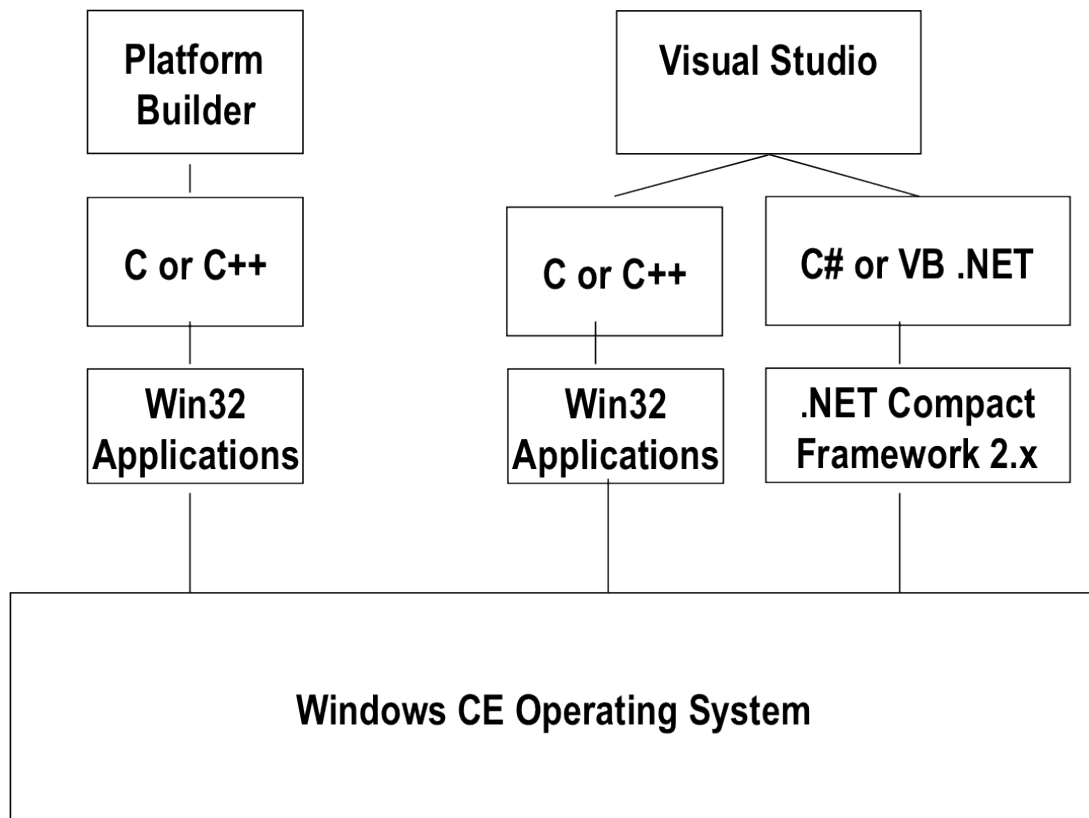 Platform
Builder
Visual Studio
C or C++
C or C++
C# or VB .NET
Win32
Applications
Win32
Applications
.NET Compact
Framework 2.x
Windows CE Operating System